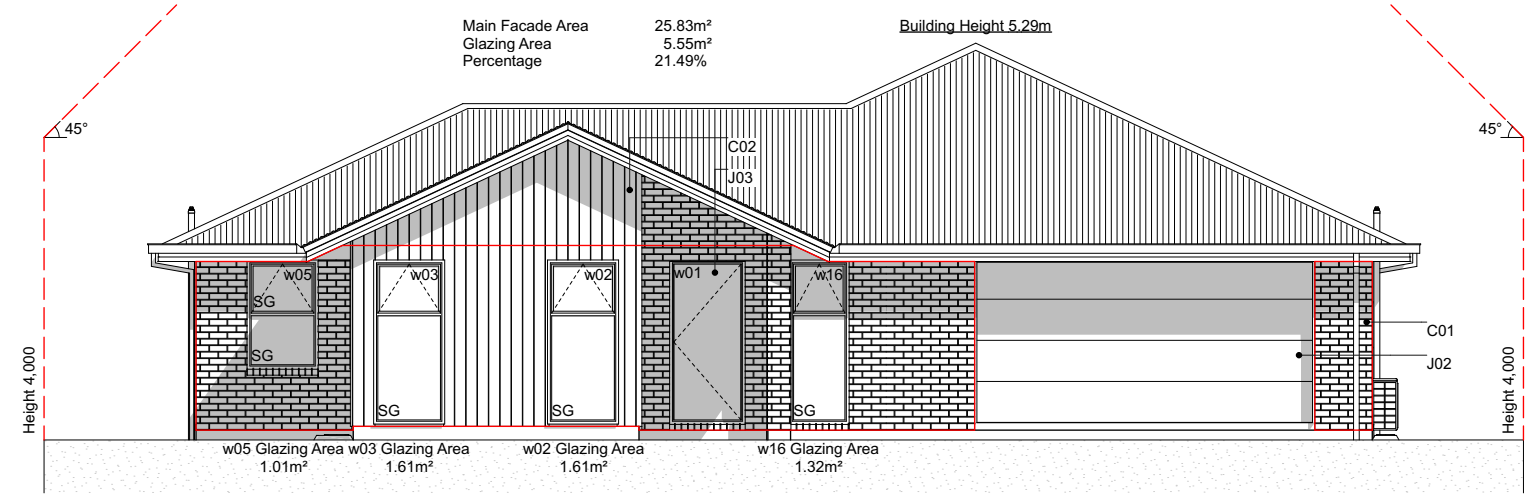 Main Facade Area 25.83m²
Glazing Area 5.55m²
Percentage 21.49%
Building Height 5.29m
45°
45°
C02
J03
w05
w03
w02
w01
w16
SG
SG
SG
SG
SG
C01
J02
Height 4,000
Height 4,000
w05 Glazing Area
1.01m²
w03 Glazing Area
1.61m²
w02 Glazing Area
1.61m²
w16 Glazing Area
1.32m²